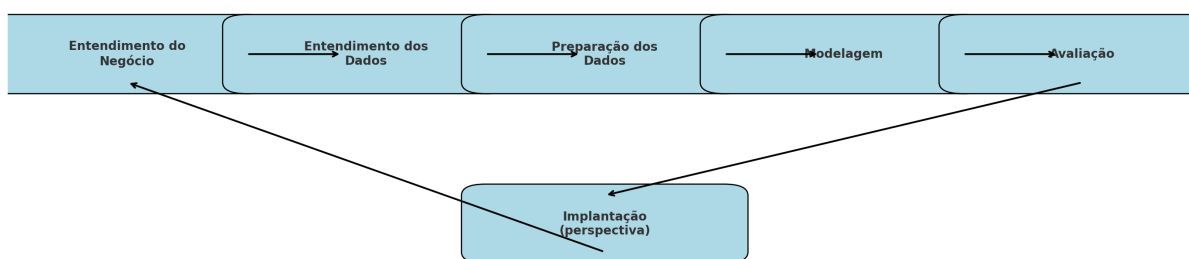 Entendimento do
Negócio
Entendimento dos
Dados
Preparação dos
Dados
Modelagem
Avaliação
Implantação
(perspectiva)